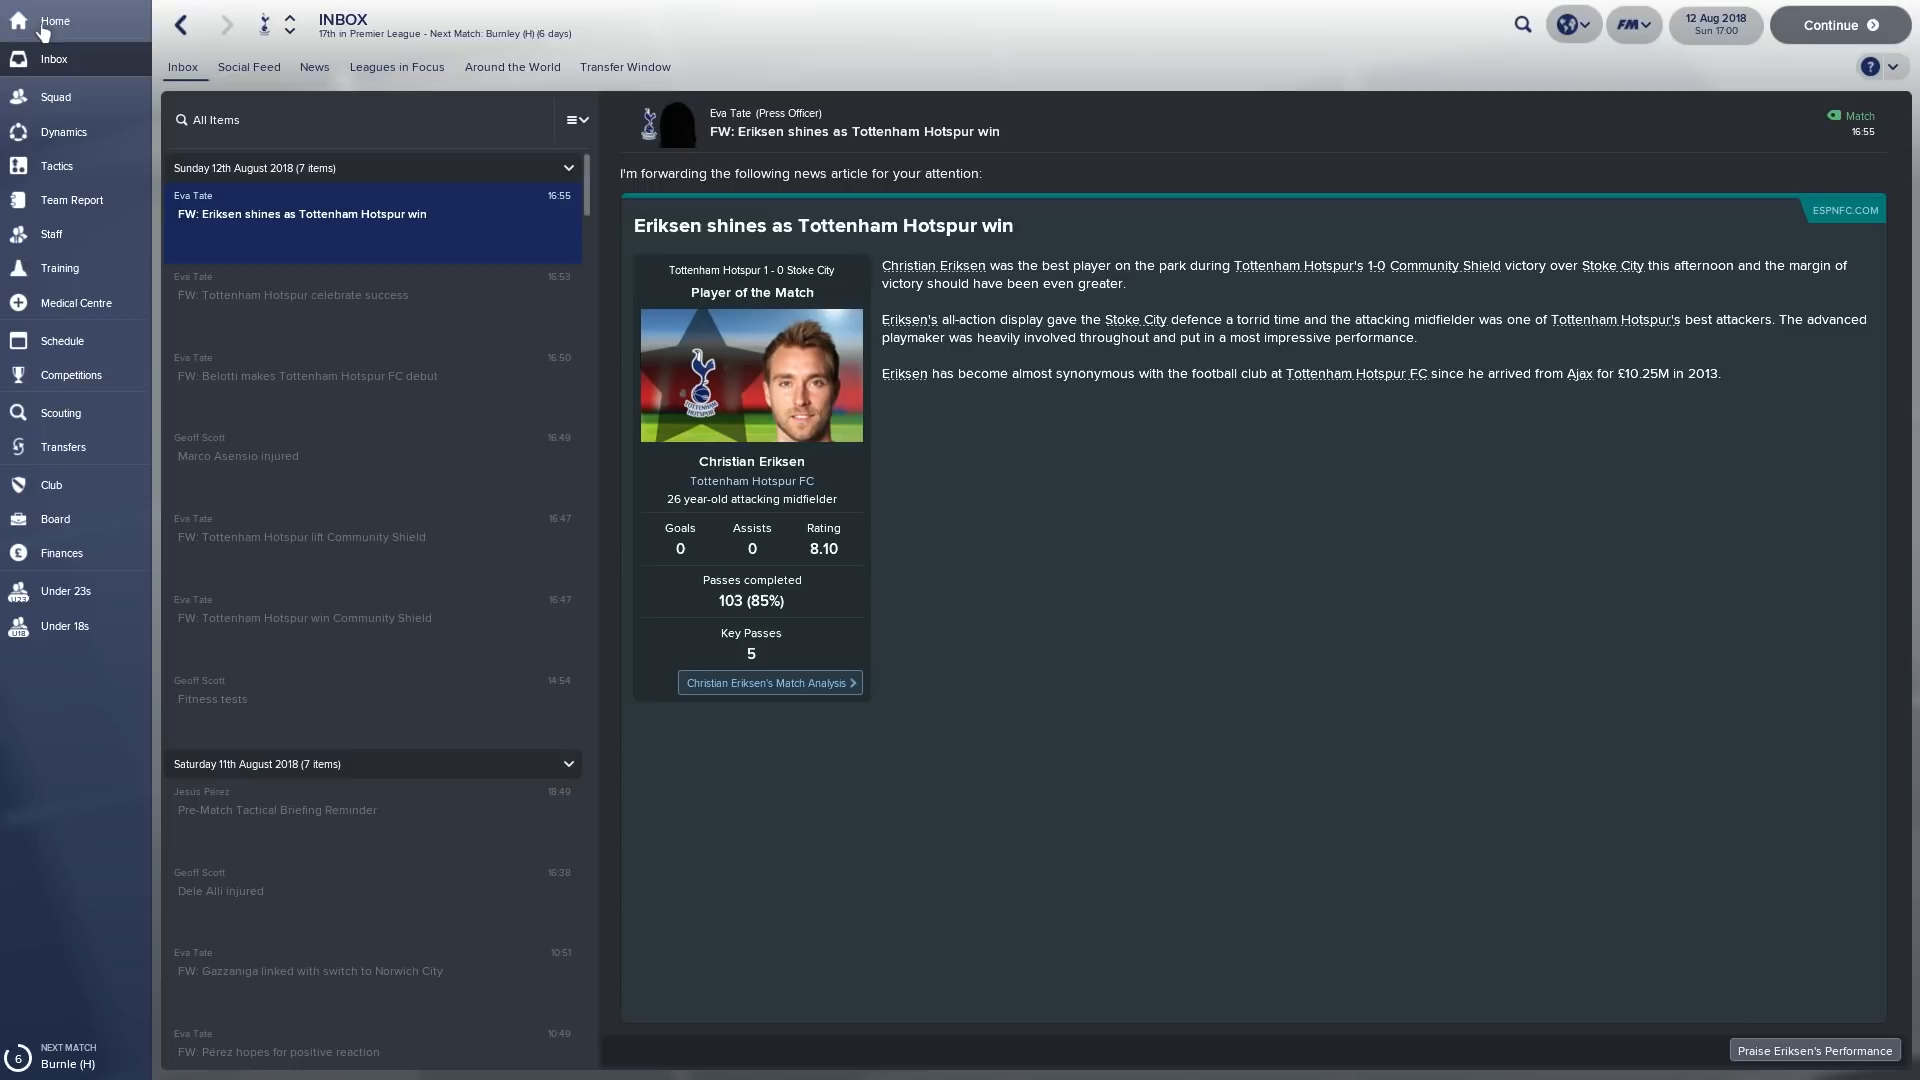 Home
Inbox
Squad
Dynamics
Tactics
Team Report
Staff
Training
Medical Centre
Schedule
Competitions
Scouting
Transfers
Club
Board
Finances
U23
Under 23s
U18
Under 18s
6
NEXT MATCH
Burnle (H)
INBOX
17th in Premier League - Next Match: Burnley (H) (6 days)
FM
12 Aug 2018
Sun 17:00
Continue
Inbox Social Feed News Leagues in Focus Around the World Transfer Window
?
All Items
Sunday 12th August 2018 (7 items)
Eva Tate 16:55
FW: Eriksen shines as Tottenham Hotspur win
Eva Tate 16:53
FW: Tottenham Hotspur celebrate success
Eva Tate 16:50
FW: Belotti makes Tottenham Hotspur FC debut
Geoff Scott 16:49
Marco Asensio injured
Eva Tate 16:47
FW: Tottenham Hotspur lift Community Shield
Eva Tate 16:47
FW: Tottenham Hotspur win Community Shield
Geoff Scott 14:54
Fitness tests
Saturday 11th August 2018 (7 items)
Jesús Pérez 18:49
Pre-Match Tactical Briefing Reminder
Geoff Scott 16:38
Dele Alli injured
Eva Tate 10:51
FW: Gazzaniga linked with switch to Norwich City
Eva Tate 10:49
FW: Pérez hopes for positive reaction
Eva Tate (Press Officer)
FW: Eriksen shines as Tottenham Hotspur win
Match
16:55
I'm forwarding the following news article for your attention:
ESPNFC.COM
Eriksen shines as Tottenham Hotspur win
Tottenham Hotspur 1 - 0 Stoke City
Player of the Match
TOTTENHAM
HOTSPUR
Christian Eriksen
Tottenham Hotspur FC
26 year-old attacking midfielder
Goals Assists Rating
0 0 8.10
Passes completed
103 (85%)
Key Passes
5
Christian Eriksen's Match Analysis
Christian Eriksen was the best player on the park during Tottenham Hotspur's 1-0 Community Shield victory over Stoke City this afternoon and the margin of
victory should have been even greater.
Eriksen's all-action display gave the Stoke City defence a torrid time and the attacking midfielder was one of Tottenham Hotspur's best attackers. The advanced
playmaker was heavily involved throughout and put in a most impressive performance.
Eriksen has become almost synonymous with the football club at Tottenham Hotspur FC since he arrived from Ajax for £10.25M in 2013.
Praise Eriksen's Performance